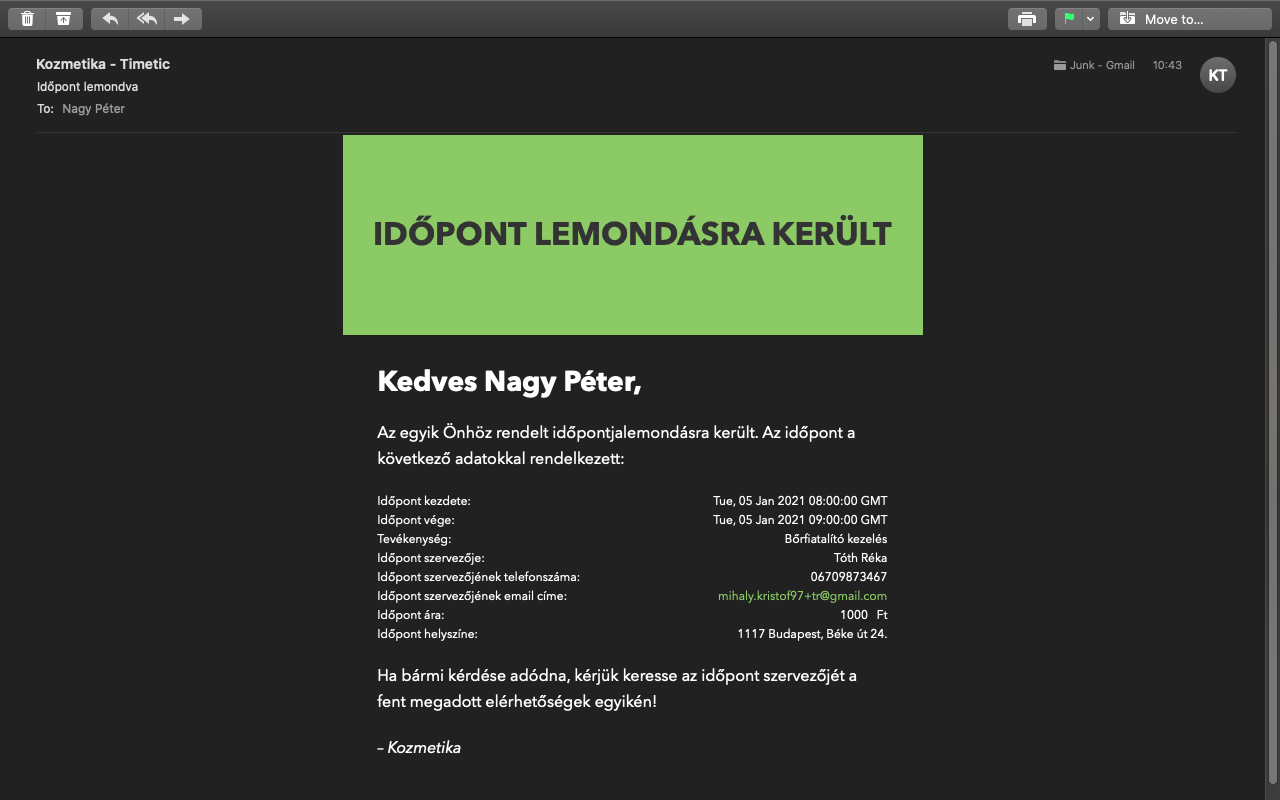 Move to...
Kozmetika - Timetic
Junk - Gmail 10:43 KT
Időpont lemondva
To: Nagy Péter
IDŐPONT LEMONDÁSRA KERÜLT
Kedves Nagy Péter,
Az egyik Önhöz rendelt időpontjalemondásra került. Az időpont a
következő adatokkal rendelkezett:
Időpont kezdete: Tue, 05 Jan 2021 08:00:00 GMT
Időpont vége: Tue, 05 Jan 2021 09:00:00 GMT
Tevékenység: Bőrfiatalító kezelés
Időpont szervezője: Tóth Réka
Időpont szervezőjének telefonszáma: 06709873467
Időpont szervezőjének email címe: mihaly.kristof97+tr@gmail.com
Időpont ára: 1000 Ft
Időpont helyszíne: 1117 Budapest, Béke út 24.
Ha bármi kérdése adódna, kérjük keresse az időpont szervezőjét a
fent megadott elérhetőségek egyikén!
– Kozmetika